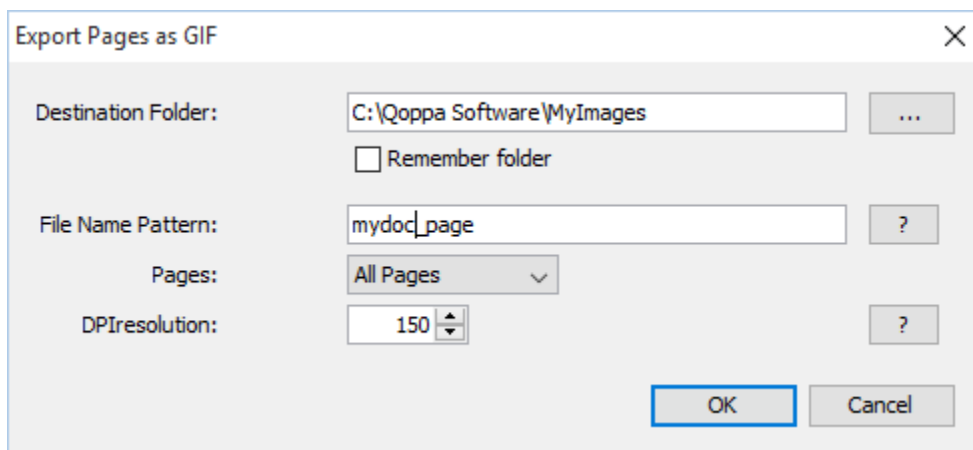 Export Pages as GIF
Destination Folder: C:\Qoppa Software\MyImages ...
Remember folder
File Name Pattern: mydoc_page ?
Pages: All Pages
DPIresolution: 150 ?
OK Cancel